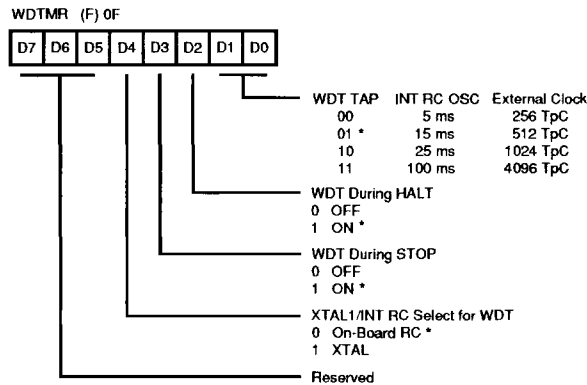 WDTMR (F) 0F
D7 D6 D5 D4 D3 D2 D1 D0
WDT TAP INT RC OSC External Clock
00 5 ms 256 TpC
01 * 15 ms 512 TpC
10 25 ms 1024 TpC
11 100 ms 4096 TpC
WDT During HALT
0 OFF
1 ON *
WDT During STOP
0 OFF
1 ON *
XTAL1/INT RC Select for WDT
0 On-Board RC *
1 XTAL
Reserved